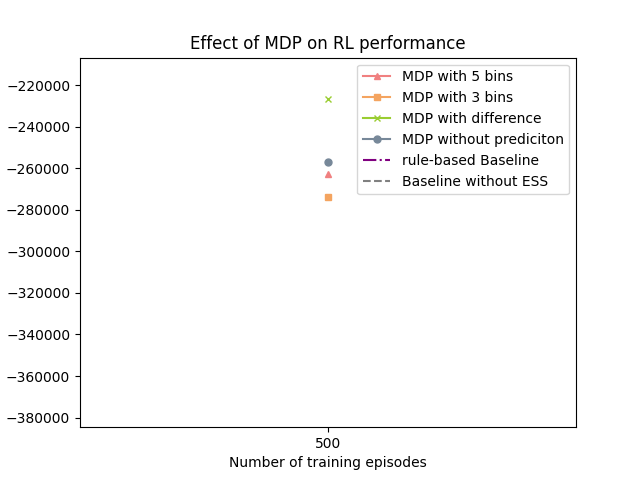 Effect of MDP on RL performance
MDP with 5 bins
MDP with 3 bins
MDP with difference
MDP without prediciton
rule-based Baseline
Baseline without ESS
−220000
−240000
−260000
−280000
−300000
−320000
−340000
−360000
−380000
500
Number of training episodes